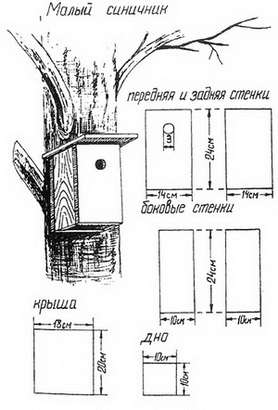 Малый синичник
передняя и задняя стенки
3
24см
14см
14см
боковые стенки
24см
10см
10см
крыша
18см
20см
дно
10см
10см